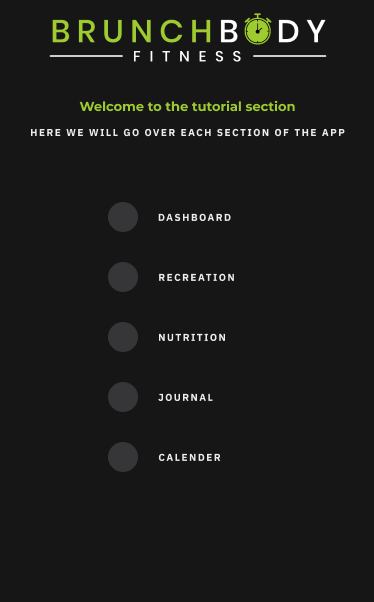 BRUNCHBODY
FITNESS
Welcome to the tutorial section
HERE WE WILL GO OVER EACH SECTION OF THE APP
DASHBOARD
RECREATION
NUTRITION
JOURNAL
CALENDER